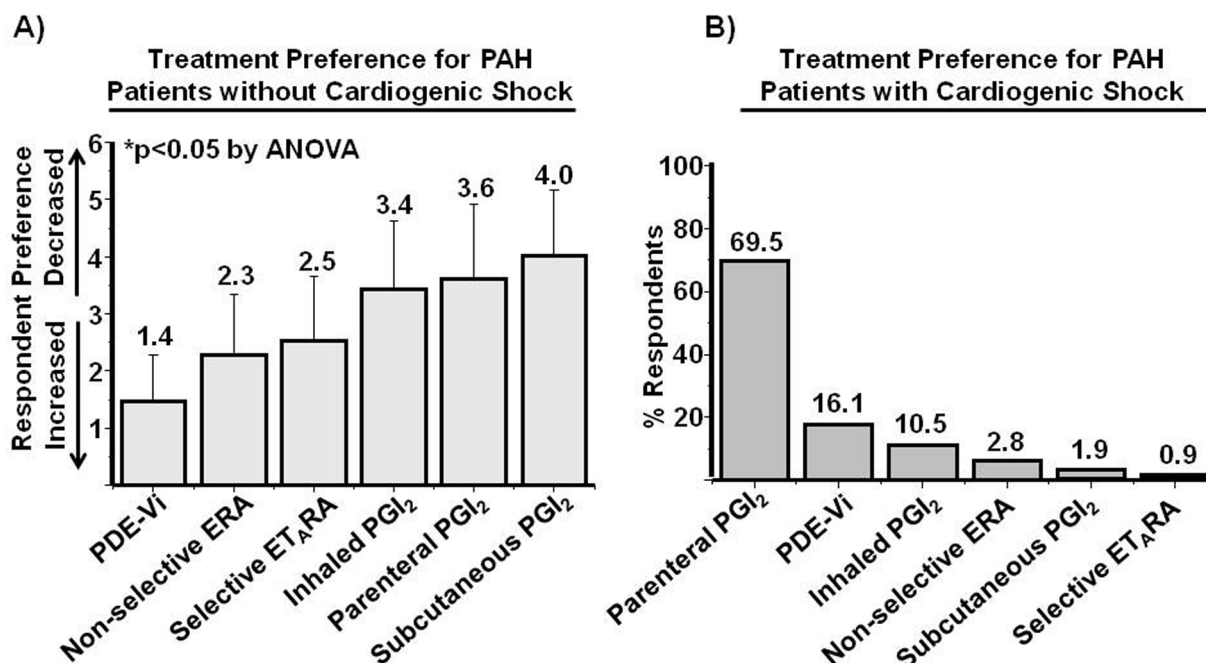 A)
Treatment Preference for PAH
Patients without Cardiogenic Shock
*p<0.05 by ANOVA
Respondent Preference
Increased
Decreased
6
5
4
3
2
1
1.4
2.3
2.5
3.4
3.6
4.0
PDE-Vi
Non-selective ERA
Selective ETARA
Inhaled PGI2
Parenteral PGI2
Subcutaneous PGI2
B)
Treatment Preference for PAH
Patients with Cardiogenic Shock
% Respondents
100
80
60
40
20
69.5
16.1
10.5
2.8
1.9
0.9
Parenteral PGI2
PDE-Vi
Inhaled PGI2
Non-selective ERA
Subcutaneous PGI2
Selective ETARA